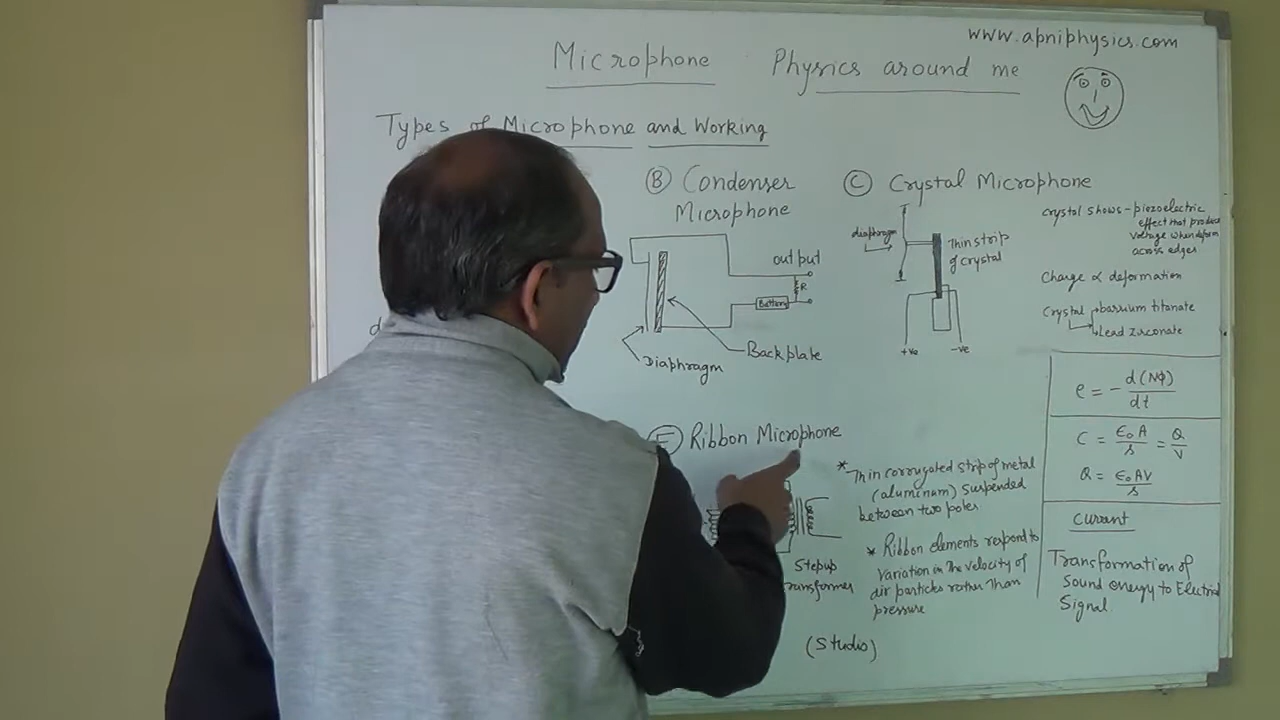 www.apniphysics.com
Microphone Physics around me
Types of Microphone and Working
B Condenser
Microphone
output
R
Battery
Back plate
Diaphragm
C Crystal Microphone
diaphragm
Thin strip
of crystal
+ve -ve
Crystal shows - piezoelectric
effect that produc
voltage when deform
across edges
Charge ∝ deformation
Crystal barium titanate
Lead zirconate
d
E Ribbon Microphone
Stepup
transformer
* Thin corrugated strip of metal
(aluminum) suspended
between two poles
* Ribbon elements respond to
variation in the velocity of
air particles rather than
pressure
(Studio)
e = - d(NΦ)/dt
C = ε₀A/s = Q/V
Q = ε₀AV/s
Current
Transformation of
Sound energy to Electrical
Signal